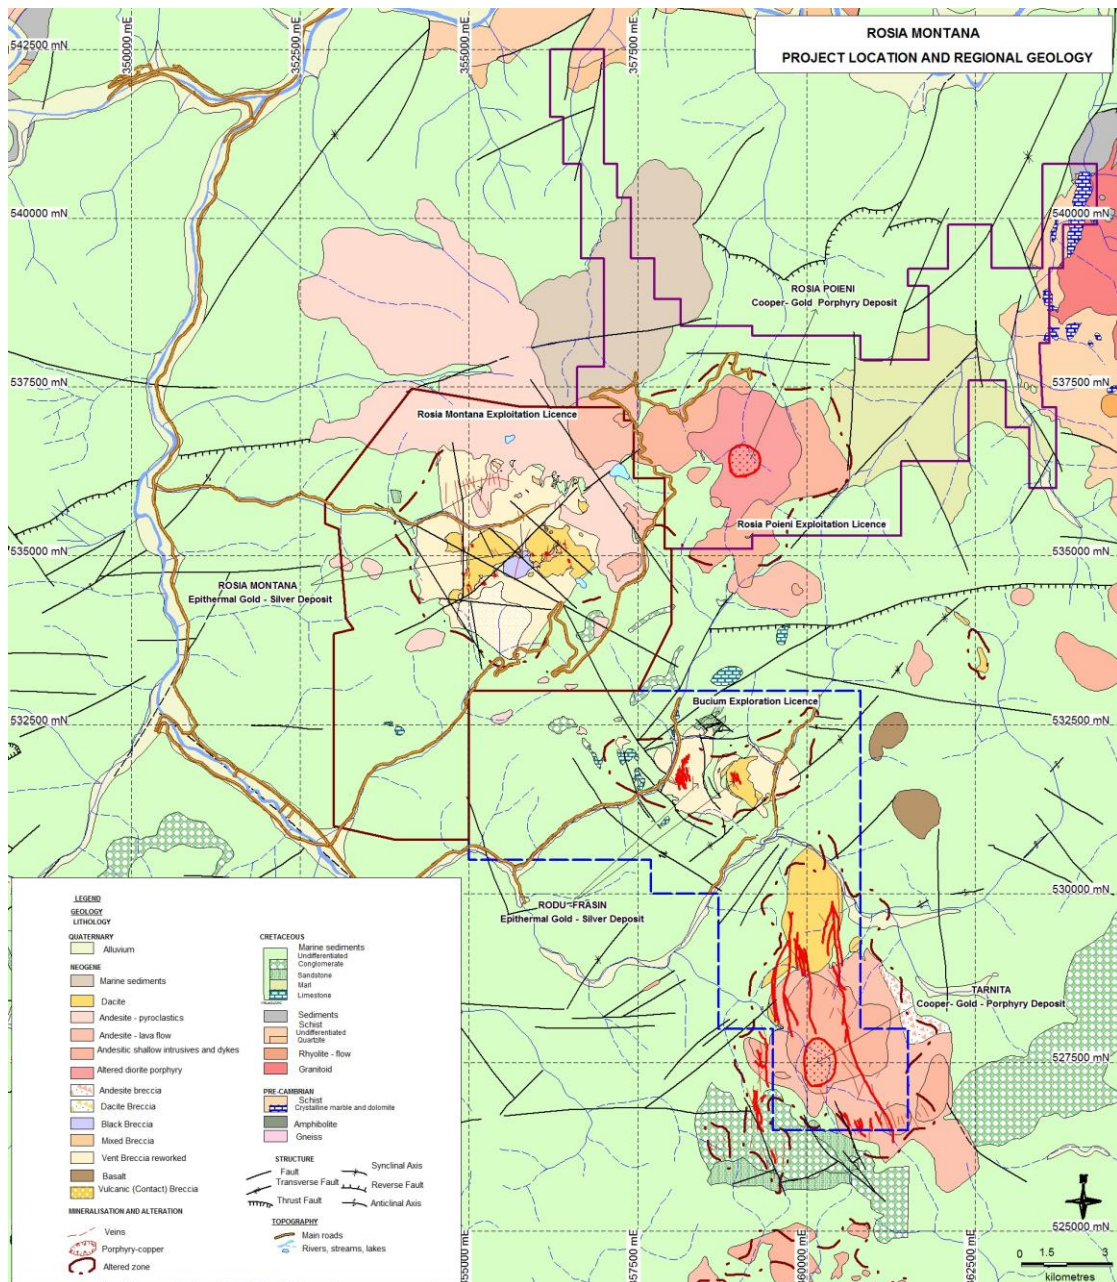 ROSIA MONTANA
PROJECT LOCATION AND REGIONAL GEOLOGY
350000 mE
352500 mE
355000 mE
357500 mE
542500 mN
540000 mN
540000 mN
ROSIA POIENI
Cooper- Gold Porphyry Deposit
537500 mN
537500 mN
Rosia Montana Exploitation Licence
Rosia Poieni Exploitation Licence
535000 mN
535000 mN
ROSIA MONTANA
Epithermal Gold - Silver Deposit
532500 mN
532500 mN
Bucium Exploration Licence
530000 mN
RODU -FRASIN
Epithermal Gold - Silver Deposit
TARNITA
Cooper- Gold - Porphyry Deposit
527500 mN
525000 mN
355000 mE
357500 mE
360000 mE
362500 mE
LEGEND
GEOLOGY
LITHOLOGY
QUATERNARY
Alluvium
NEOGENE
Marine sediments
Dacite
Andesite - pyroclastics
Andesite - lava flow
Andesitic shallow intrusives and dykes
Altered diorite porphyry
Andesite breccia
Dacite Breccia
Black Breccia
Mixed Breccia
Vent Breccia reworked
Basalt
Vulcanic (Contact) Breccia
MINERALISATION AND ALTERATION
Veins
Porphyry-copper
Altered zone
CRETACEOUS
Marine sediments
Undifferentiated
Conglomerate
Sandstone
Marl
Limestone
Sediments
Schist
Undifferentiated
Quartzite
Rhyolite - flow
Granitoid
PRE-CAMBRIAN
Schist
Crystalline marble and dolomite
Amphibolite
Gneiss
STRUCTURE
Fault
Transverse Fault
Thrust Fault
Synclinal Axis
Reverse Fault
Anticlinal Axis
TOPOGRAPHY
Main roads
Rivers, streams, lakes
N
0 1.5 3
kilometres